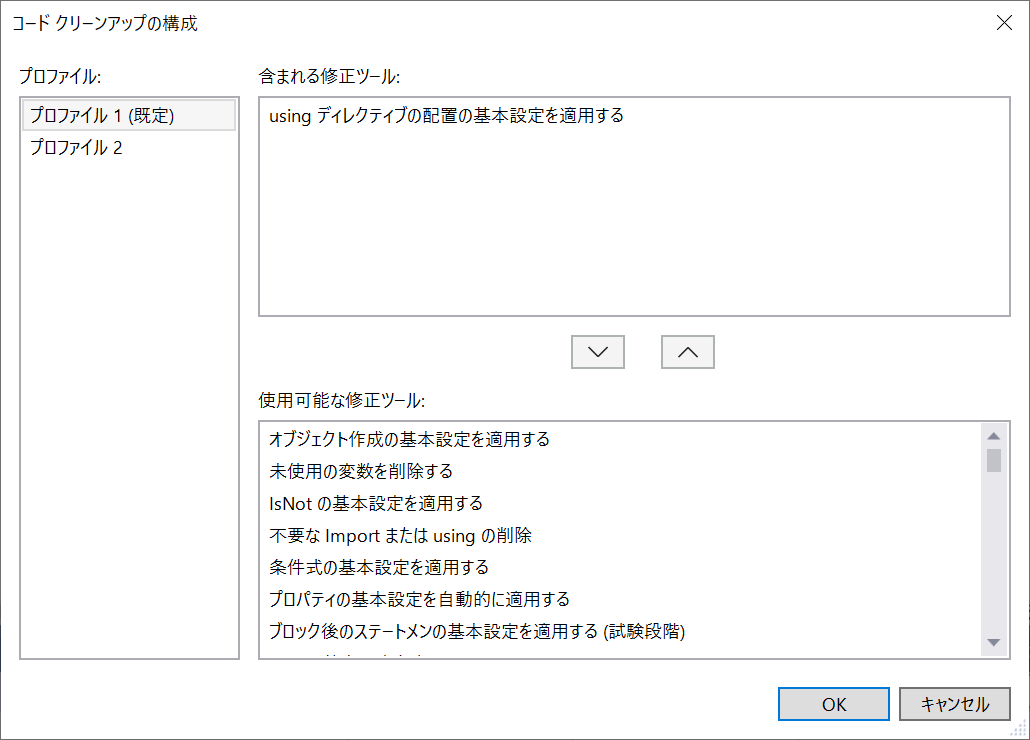 コード クリーンアップの構成
プロファイル:
プロファイル 1 (既定)
プロファイル 2
含まれる修正ツール:
using ディレクティブの配置の基本設定を適用する
使用可能な修正ツール:
オブジェクト作成の基本設定を適用する
未使用の変数を削除する
IsNot の基本設定を適用する
不要な Import または using の削除
条件式の基本設定を適用する
プロパティの基本設定を自動的に適用する
ブロック後のステートメンの基本設定を適用する (試験段階)
OK
キャンセル